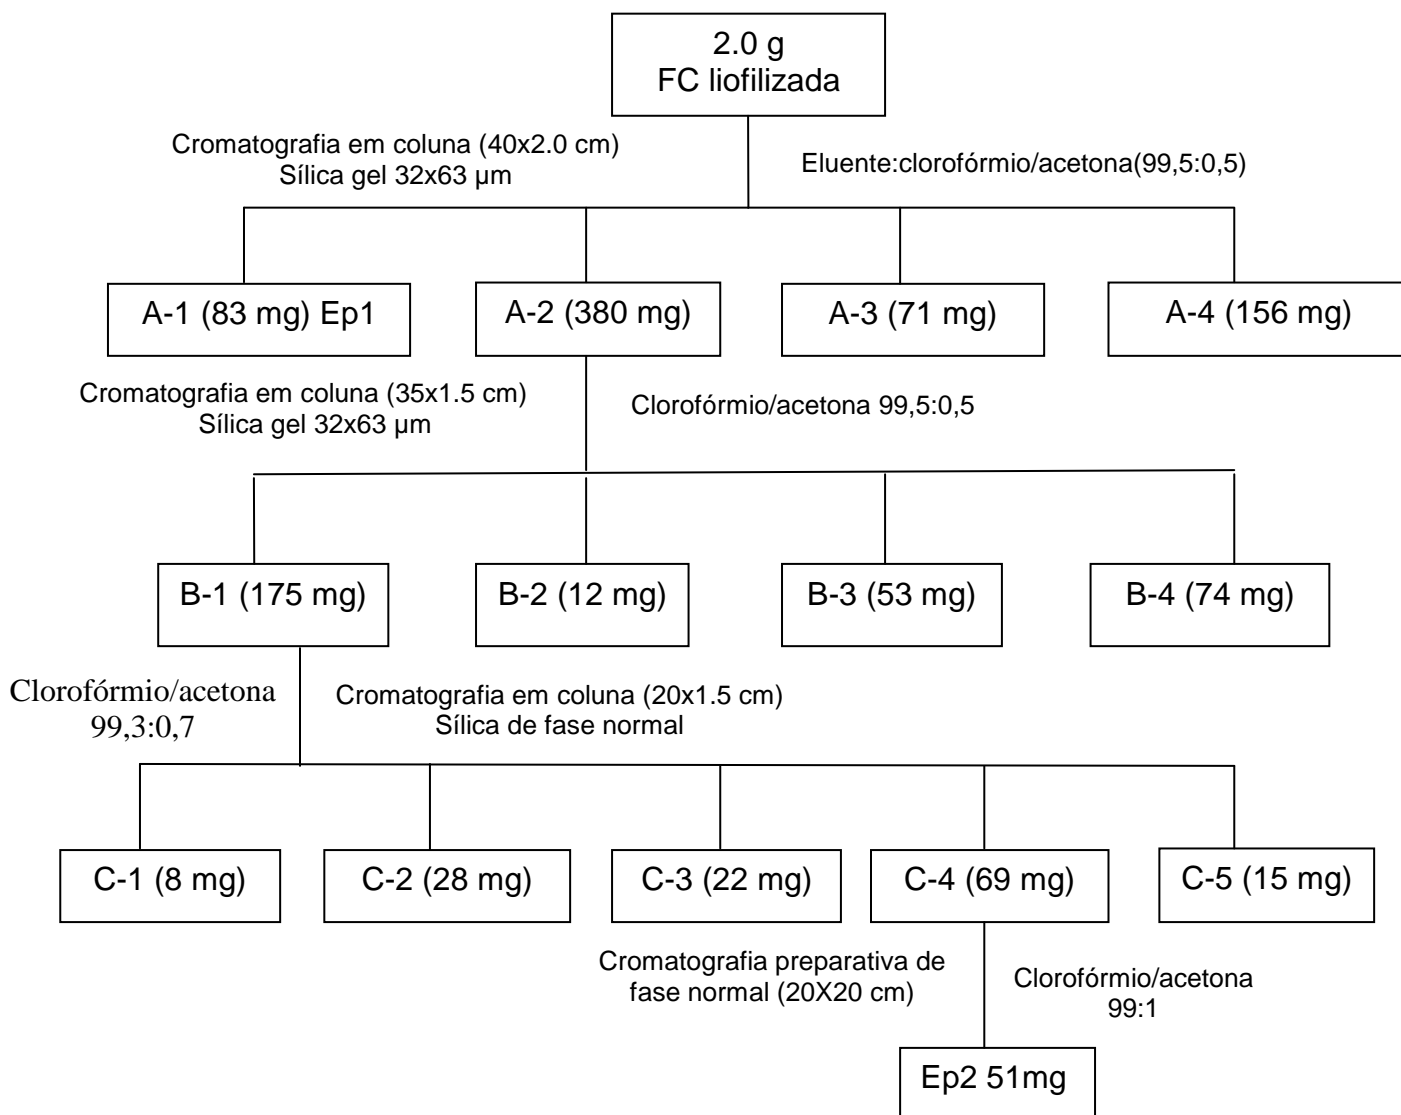 2.0 g
FC liofilizada
Cromatografia em coluna (40x2.0 cm)
Sílica gel 32x63 µm
Eluente:clorofórmio/acetona(99,5:0,5)
A-1 (83 mg) Ep1
A-2 (380 mg)
A-3 (71 mg)
A-4 (156 mg)
Cromatografia em coluna (35x1.5 cm)
Sílica gel 32x63 µm
Clorofórmio/acetona 99,5:0,5
B-1 (175 mg)
B-2 (12 mg)
B-3 (53 mg)
B-4 (74 mg)
Clorofórmio/acetona
99,3:0,7
Cromatografia em coluna (20x1.5 cm)
Sílica de fase normal
C-1 (8 mg)
C-2 (28 mg)
C-3 (22 mg)
C-4 (69 mg)
C-5 (15 mg)
Cromatografia preparativa de
fase normal (20X20 cm)
Clorofórmio/acetona
99:1
Ep2 51mg